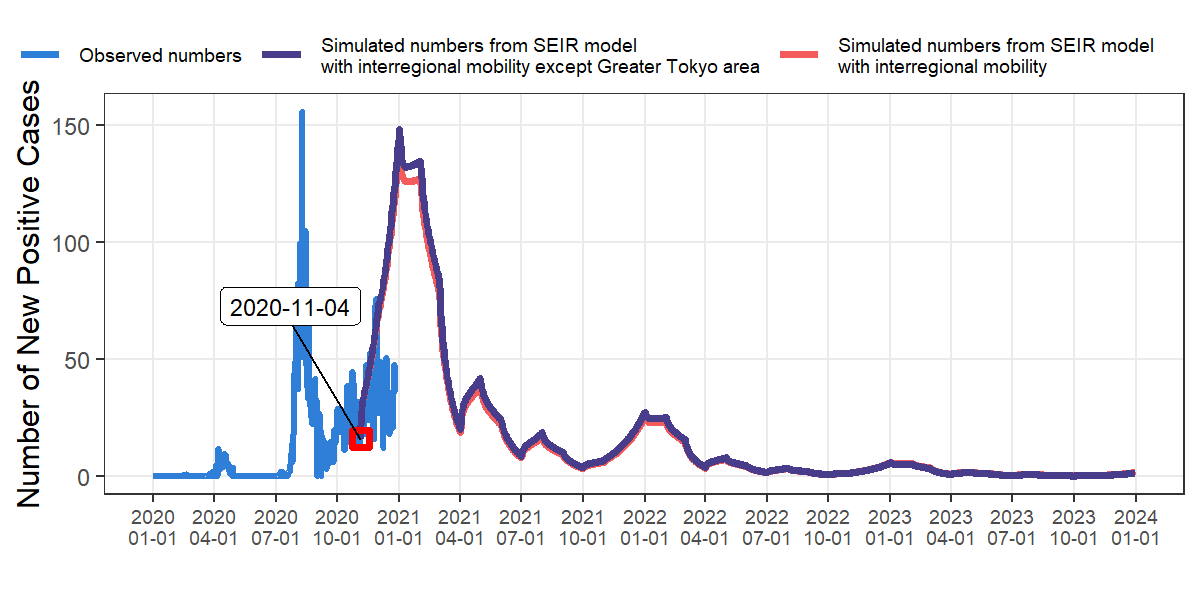 Observed numbers
Simulated numbers from SEIR model
with interregional mobility except Greater Tokyo area
Simulated numbers from SEIR model
with interregional mobility
Number of New Positive Cases
150
100
50
0
2020-11-04
2020 2020 2020 2020 2021 2021 2021 2021 2022 2022 2022 2022 2023 2023 2023 2023 2024
01-01 04-01 07-01 10-01 01-01 04-01 07-01 10-01 01-01 04-01 07-01 10-01 01-01 04-01 07-01 10-01 01-01